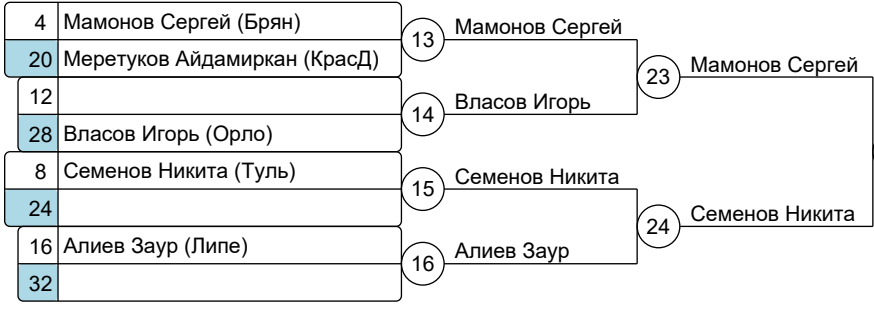 4 Мамонов Сергей (Брян)
20 Меретуков Айдамиркан (КрасД)
13 Мамонов Сергей
12
28 Власов Игорь (Орло)
14 Власов Игорь
23 Мамонов Сергей
8 Семенов Никита (Туль)
24
15 Семенов Никита
16 Алиев Заур (Липе)
32
16 Алиев Заур
24 Семенов Никита